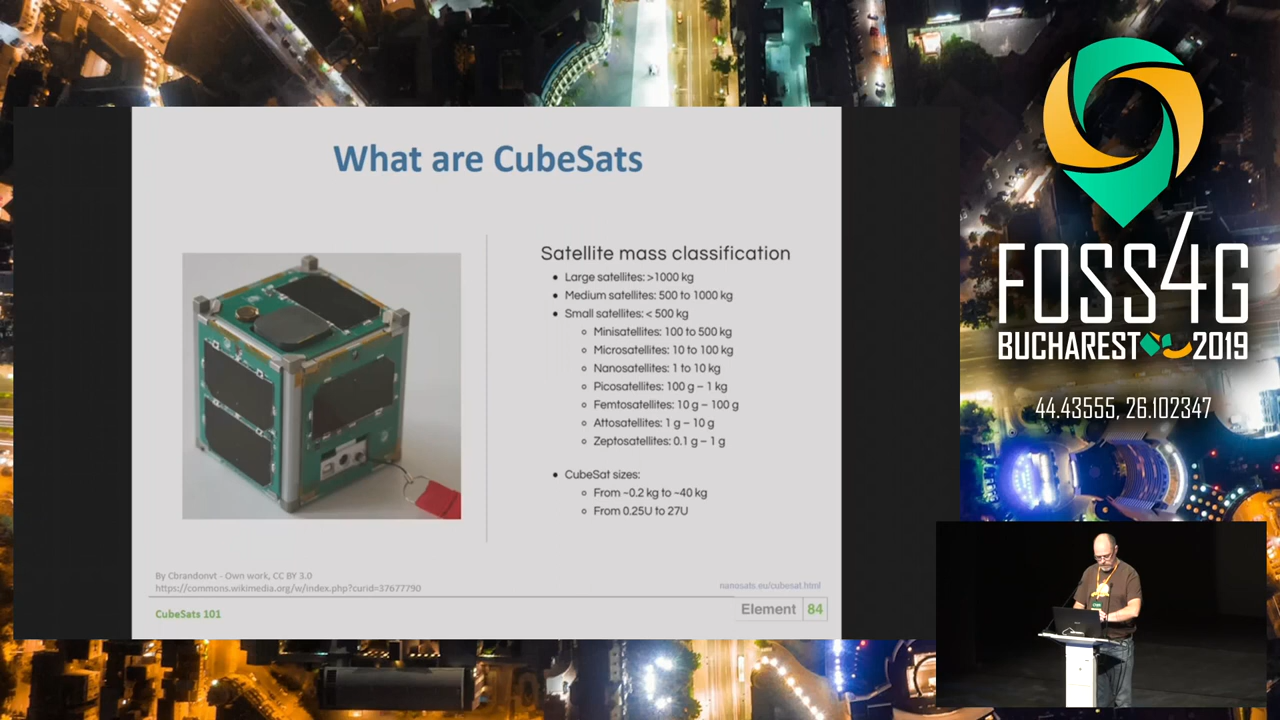 What are CubeSats
Satellite mass classification
• Large satellites: >1000 kg
• Medium satellites: 500 to 1000 kg
• Small satellites: < 500 kg
○ Minisatellites: 100 to 500 kg
○ Microsatellites: 10 to 100 kg
○ Nanosatellites: 1 to 10 kg
○ Picosatellites: 100 g – 1 kg
○ Femtosatellites: 10 g – 100 g
○ Attosatellites: 1 g – 10 g
○ Zeptosatellites: 0.1 g – 1 g
• CubeSat sizes:
○ From ~0.2 kg to ~40 kg
○ From 0.25U to 27U
By Cbrandonvt - Own work, CC BY 3.0
https://commons.wikimedia.org/w/index.php?curid=37677790
nanosats.eu/cubesat.html
CubeSats 101
Element 84
FOSS4G
BUCHAREST 2019
44.43555, 26.102347